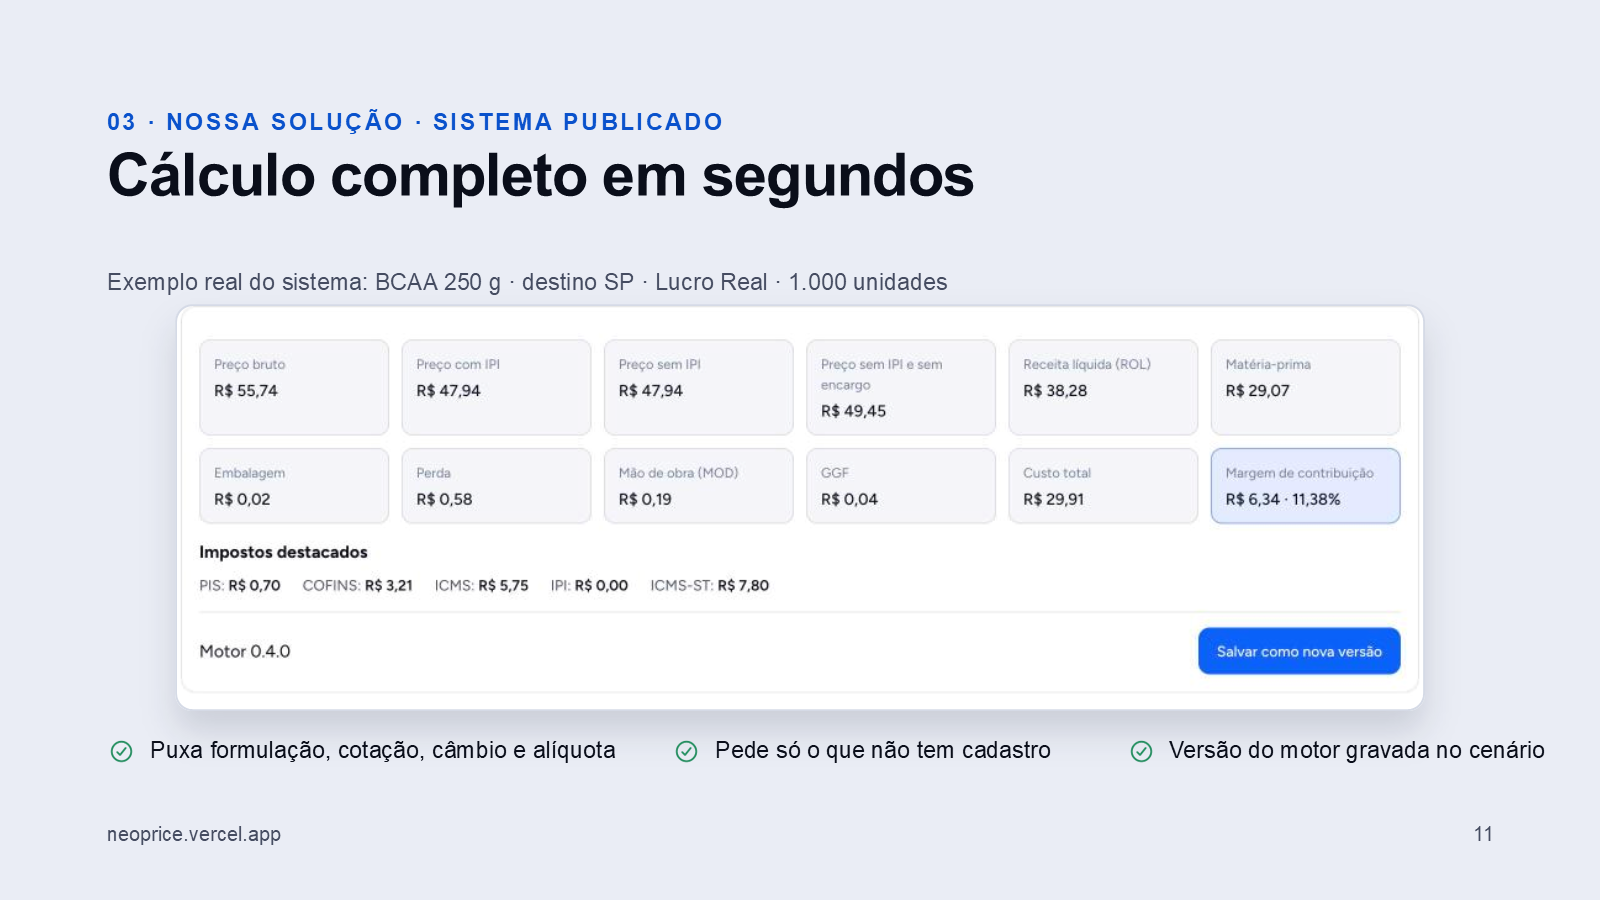 03 · NOSSA SOLUÇÃO · SISTEMA PUBLICADO
Cálculo completo em segundos
Exemplo real do sistema: BCAA 250 g · destino SP · Lucro Real · 1.000 unidades
Preço bruto
R$ 55,74
Preço com IPI
R$ 47,94
Preço sem IPI
R$ 47,94
Preço sem IPI e sem
encargo
R$ 49,45
Receita líquida (ROL)
R$ 38,28
Matéria-prima
R$ 29,07
Embalagem
R$ 0,02
Perda
R$ 0,58
Mão de obra (MOD)
R$ 0,19
GGF
R$ 0,04
Custo total
R$ 29,91
Margem de contribuição
R$ 6,34 · 11,38%
Impostos destacados
PIS: R$ 0,70 COFINS: R$ 3,21 ICMS: R$ 5,75 IPI: R$ 0,00 ICMS-ST: R$ 7,80
Motor 0.4.0
Salvar como nova versão
Puxa formulação, cotação, câmbio e alíquota
Pede só o que não tem cadastro
Versão do motor gravada no cenário
neoprice.vercel.app
11